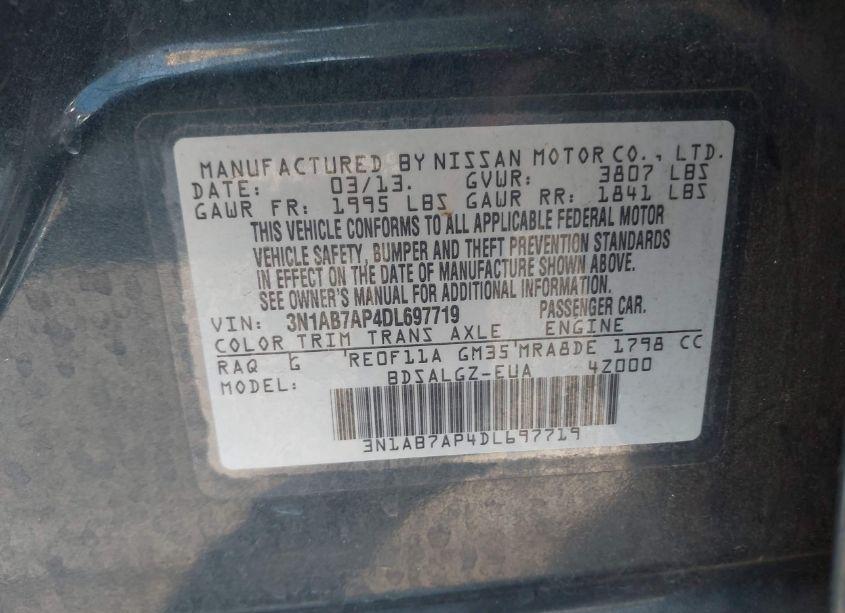 MANUFACTURED BY NISSAN MOTOR CO., LTD.
DATE: 03/13. GVWR: 3807 LBS
GAWR FR: 1995 LBS GAWR RR: 1841 LBS
THIS VEHICLE CONFORMS TO ALL APPLICABLE FEDERAL MOTOR
VEHICLE SAFETY, BUMPER AND THEFT PREVENTION STANDARDS
IN EFFECT ON THE DATE OF MANUFACTURE SHOWN ABOVE.
SEE OWNER'S MANUAL FOR ADDITIONAL INFORMATION.
VIN: 3N1AB7AP4DL697719 PASSENGER CAR.
COLOR TRIM TRANS AXLE ENGINE
RAQ G 'RE0F11A GM35'MRA8DE 1798 CC
MODEL: BDSALGZ-EUA 4Z000
3N1AB7AP4DL697719